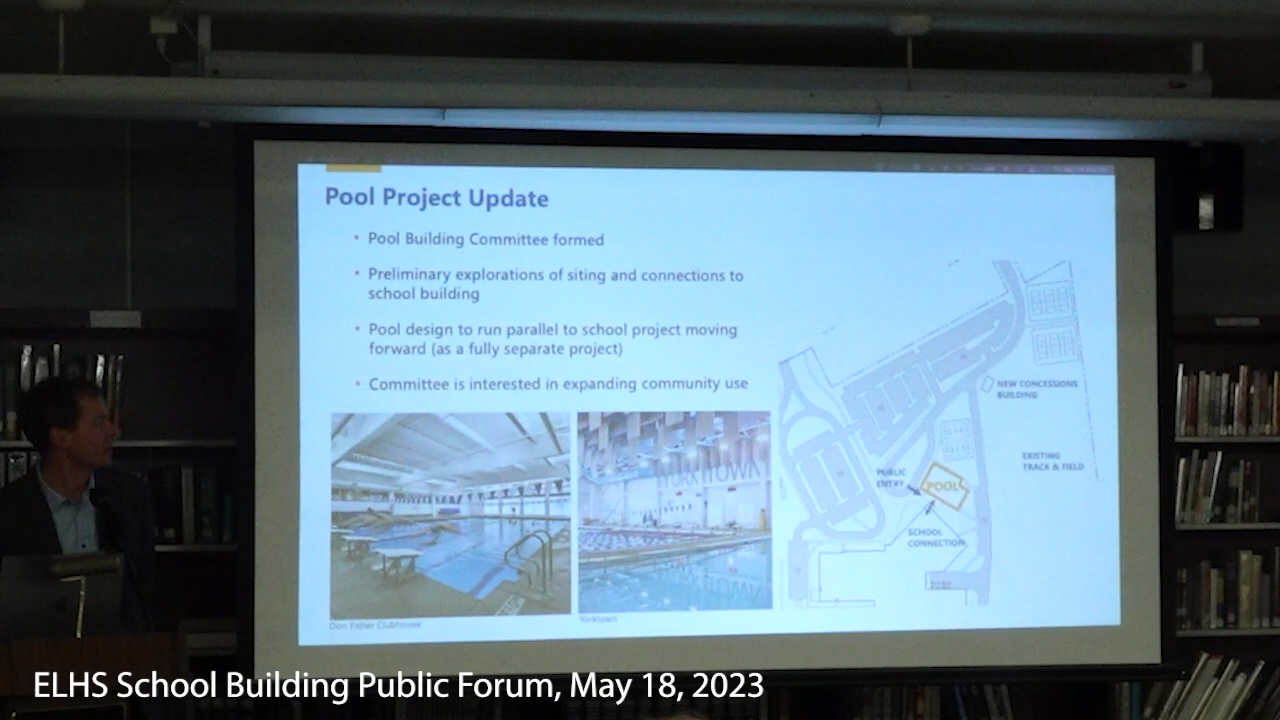 Pool Project Update
• Pool Building Committee formed
• Preliminary explorations of siting and connections to
school building
• Pool design to run parallel to school project moving
forward (as a fully separate project)
• Committee is interested in expanding community use
NEW CONCESSIONS
BUILDING
EXISTING
TRACK & FIELD
PUBLIC
ENTRY
POOL
SCHOOL
CONNECTION
YORKTOWN
Don Fisher Clubhouse
Yorktown
ELHS School Building Public Forum, May 18, 2023